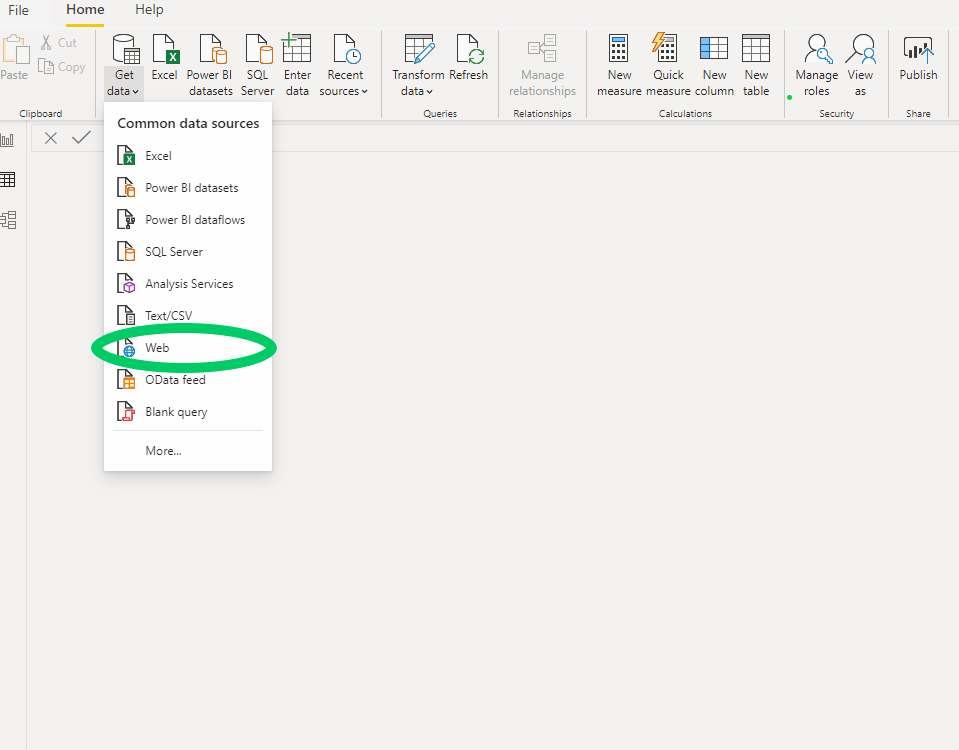 File Home Help
Cut
Copy
Paste
Get data
Excel
Power BI datasets
SQL Server
Enter data
Recent sources
Transform data
Refresh
Manage relationships
New measure
Quick measure
New column
New table
Manage roles
View as
Publish
Clipboard
Queries
Relationships
Calculations
Security
Share
Common data sources
Excel
Power BI datasets
Power BI dataflows
SQL Server
Analysis Services
Text/CSV
Web
OData feed
Blank query
More...